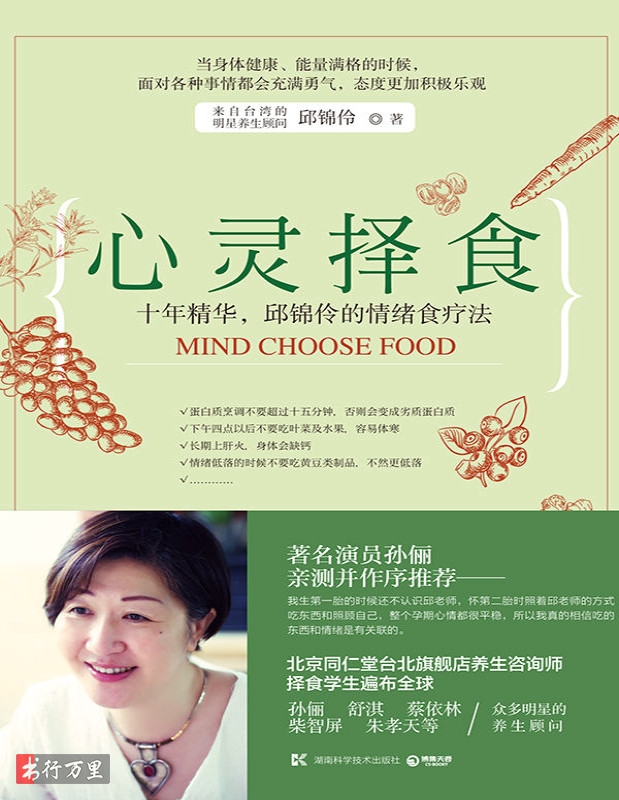 当身体健康、能量满格的时候，
面对各种事情都会充满勇气，态度更加积极乐观
来自台湾的
明星养生顾问 邱锦伶 ◎ 著
心灵择食
十年精华，邱锦伶的情绪食疗法
MIND CHOOSE FOOD
✓蛋白质烹调不要超过十五分钟，否则会变成劣质蛋白质
✓下午四点以后不要吃叶菜及水果，容易体寒
✓长期上肝火，身体会缺钙
✓情绪低落的时候不要吃黄豆类制品，不然更低落
✓…………
著名演员孙俪
亲测并作序推荐——
我生第一胎的时候还不认识邱老师，怀第二胎时照着邱老师的方式
吃东西和照顾自己，整个孕期心情都很平稳，所以我真的相信吃的
东西和情绪是有关联的。
北京同仁堂台北旗舰店养生咨询师
择食学生遍布全球
孙俪 舒淇 蔡依林
柴智屏 朱孝天等
/ 众多明星的
养生顾问
湖南科学技术出版社
博集天卷
CS-BOOKY
书行万里